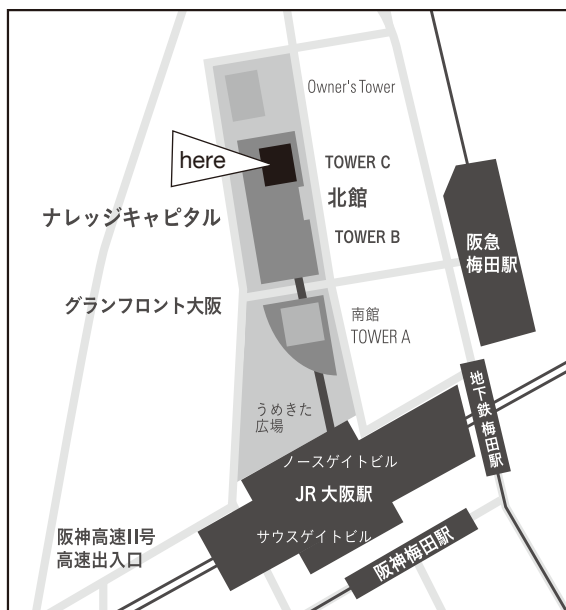 Owner's Tower
here
TOWER C
北館
ナレッジキャピタル
TOWER B
阪急
梅田駅
グランフロント大阪
南館
TOWER A
うめきた
広場
地下鉄 梅田駅
ノースゲイトビル
JR 大阪駅
阪神高速11号
高速出入口
サウスゲイトビル
阪神梅田駅